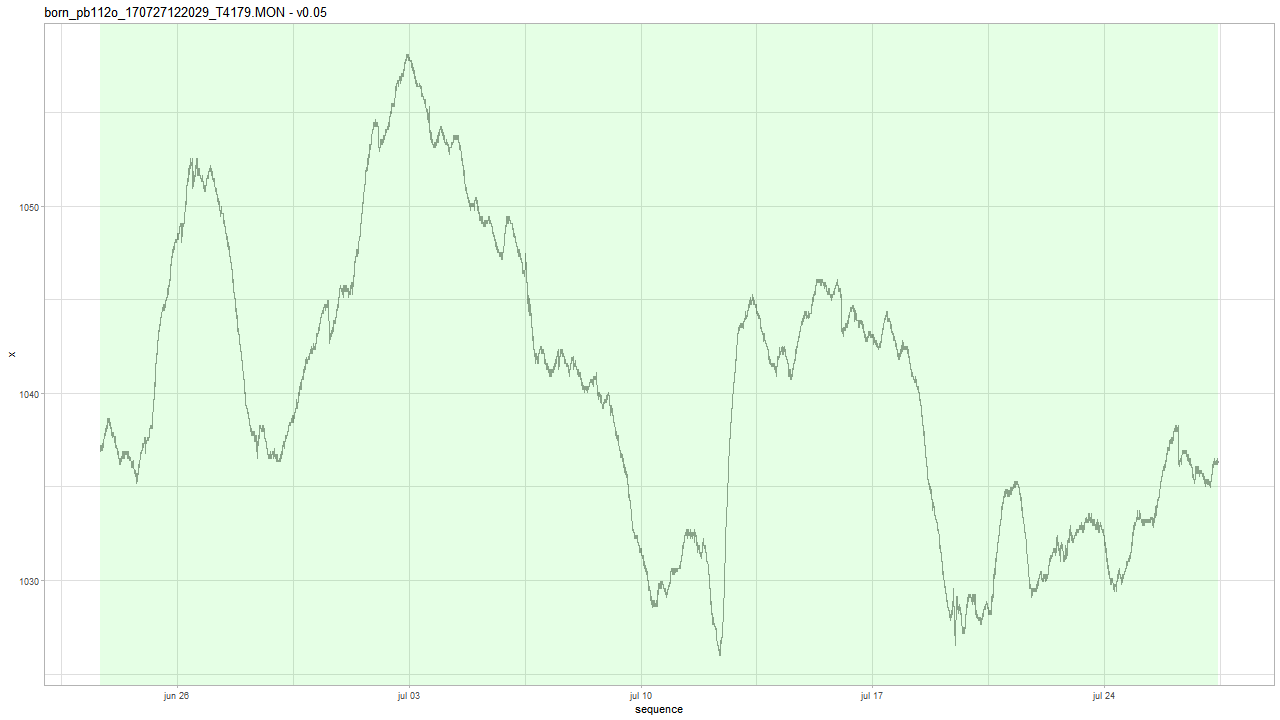 born_pb112o_170727122029_T4179.MON - v0.05
1050
1040
1030
x
jun 26
jul 03
jul 10
jul 17
jul 24
sequence